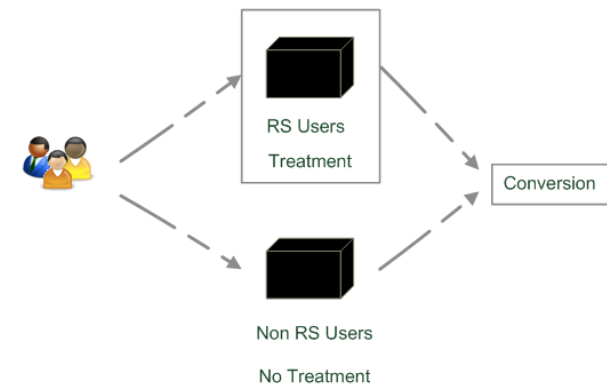 RS Users
Treatment
Conversion
Non RS Users
No Treatment